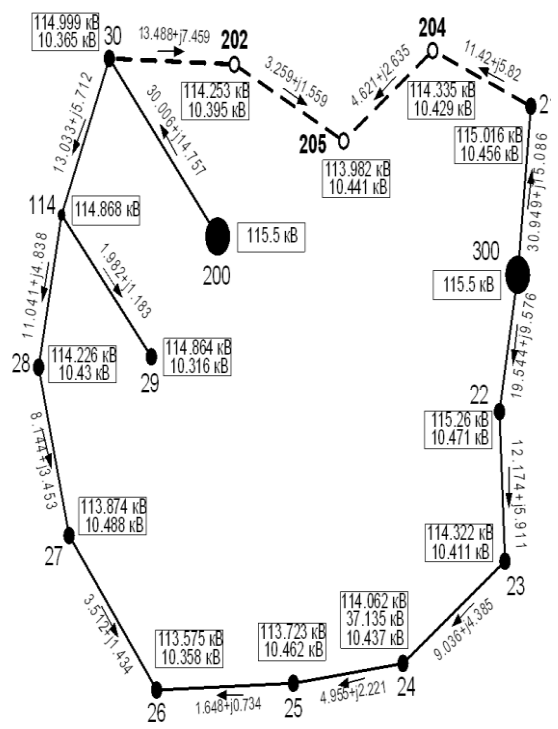 114.999 кВ
10.365 кВ
30
13.488+j7.459
202
204
114.253 кВ
10.395 кВ
3.259+j1.559
4.621+j2.635
11.42+j5.82
114.335 кВ
10.429 кВ
21
205
113.982 кВ
10.441 кВ
115.016 кВ
10.456 кВ
13.033+j5.712
30.006+j14.757
30.949+j15.086
114
114.868 кВ
115.5 кВ
200
300
115.5 кВ
11.041+j4.838
1.982+j1.183
19.544+j9.576
28
114.226 кВ
10.43 кВ
114.864 кВ
10.316 кВ
29
22
115.26 кВ
10.471 кВ
8.144+j3.453
12.174+j5.911
113.874 кВ
10.488 кВ
27
114.322 кВ
10.411 кВ
23
3.512+j1.434
9.036+j4.385
113.575 кВ
10.358 кВ
113.723 кВ
10.462 кВ
114.062 кВ
37.135 кВ
10.437 кВ
24
26
1.648+j0.734
25
4.955+j2.221